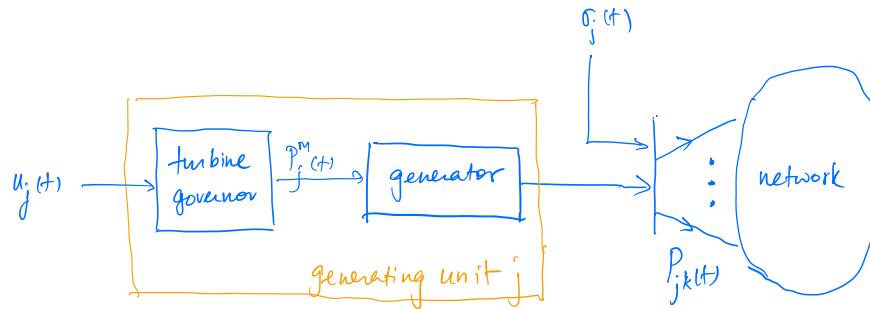 σj(t)
uj(t)
turbine
governor
Pjᴹ(t)
generator
network
generating unit j
Pjk(t)